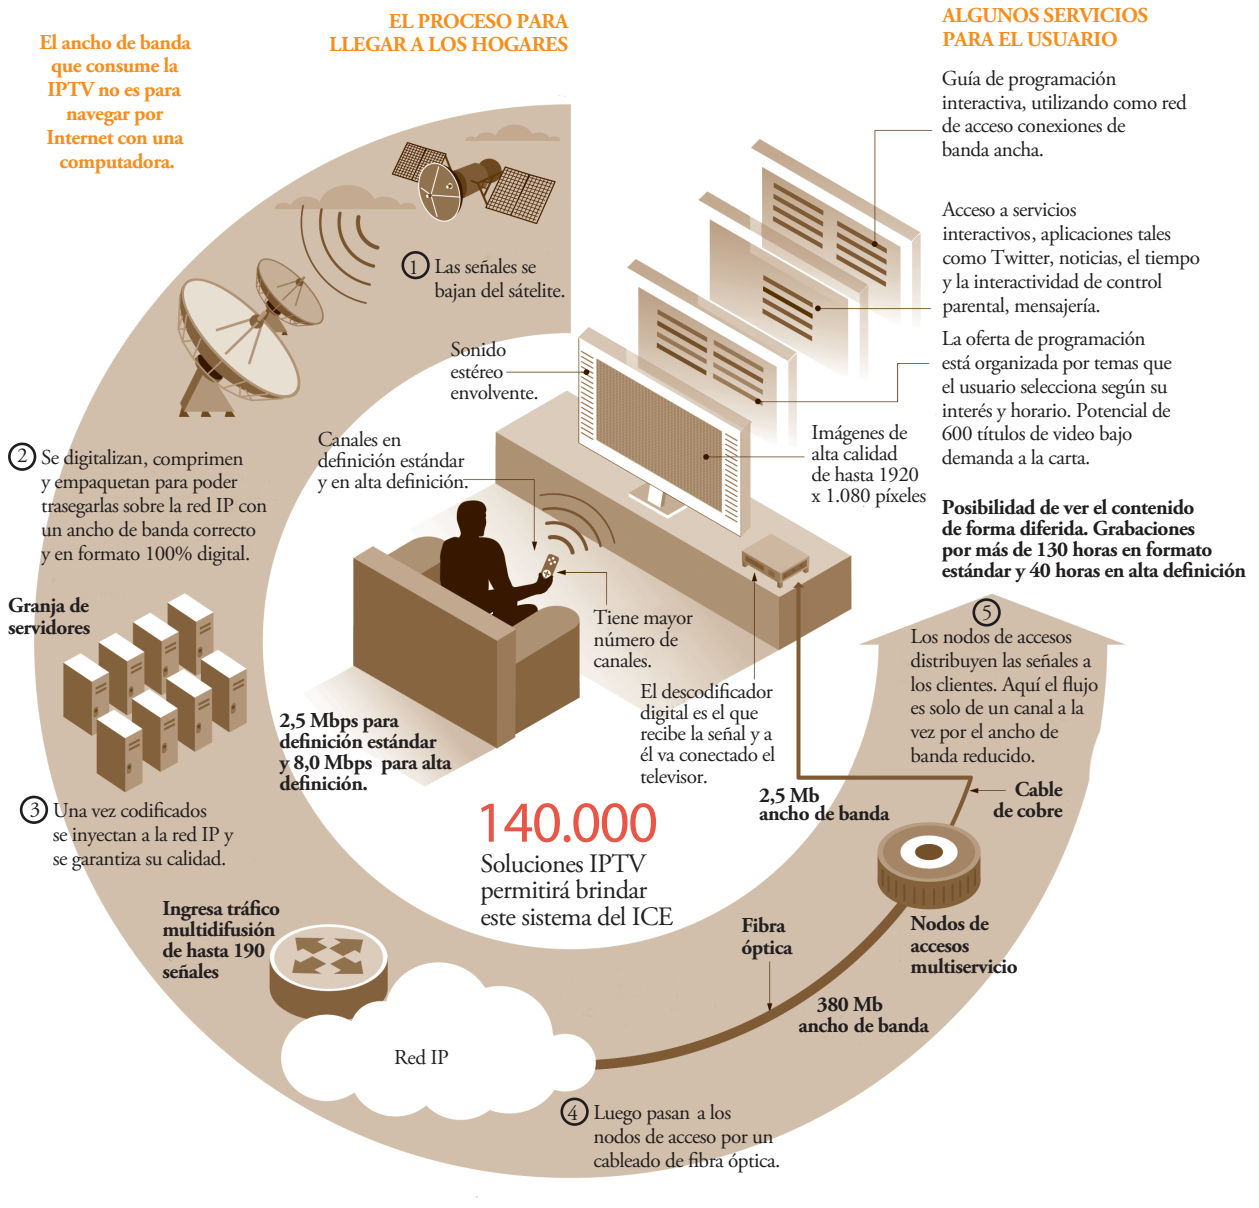 El ancho de banda
que consume la
IPTV no es para
navegar por
Internet con una
computadora.
EL PROCESO PARA
LLEGAR A LOS HOGARES
1 Las señales se
bajan del sátelite.
2 Se digitalizan, comprimen
y empaquetan para poder
trasegarlas sobre la red IP con
un ancho de banda correcto
y en formato 100% digital.
Granja de
servidores
3 Una vez codificados
se inyectan a la red IP y
se garantiza su calidad.
Ingresa tráfico
multidifusión
de hasta 190
señales
Red IP
4 Luego pasan a los
nodos de acceso por un
cableado de fibra óptica.
Fibra
óptica
380 Mb
ancho de banda
Nodos de
accesos
multiservicio
Cable
de cobre
2,5 Mb
ancho de banda
5
Los nodos de accesos
distribuyen las señales a
los clientes. Aquí el flujo
es solo de un canal a la
vez por el ancho de
banda reducido.
Sonido
estéreo
envolvente.
Canales en
definición estándar
y en alta definición.
Imágenes de
alta calidad
de hasta 1920
x 1.080 píxeles
Tiene mayor
número de
canales.
El descodificador
digital es el que
recibe la señal y a
él va conectado el
televisor.
2,5 Mbps para
definición estándar
y 8,0 Mbps para alta
definición.
140.000
Soluciones IPTV
permitirá brindar
este sistema del ICE
ALGUNOS SERVICIOS
PARA EL USUARIO
Guía de programación
interactiva, utilizando como red
de acceso conexiones de
banda ancha.
Acceso a servicios
interactivos, aplicaciones tales
como Twitter, noticias, el tiempo
y la interactividad de control
parental, mensajería.
La oferta de programación
está organizada por temas que
el usuario selecciona según su
interés y horario. Potencial de
600 títulos de video bajo
demanda a la carta.
Posibilidad de ver el contenido
de forma diferida. Grabaciones
por más de 130 horas en formato
estándar y 40 horas en alta definición